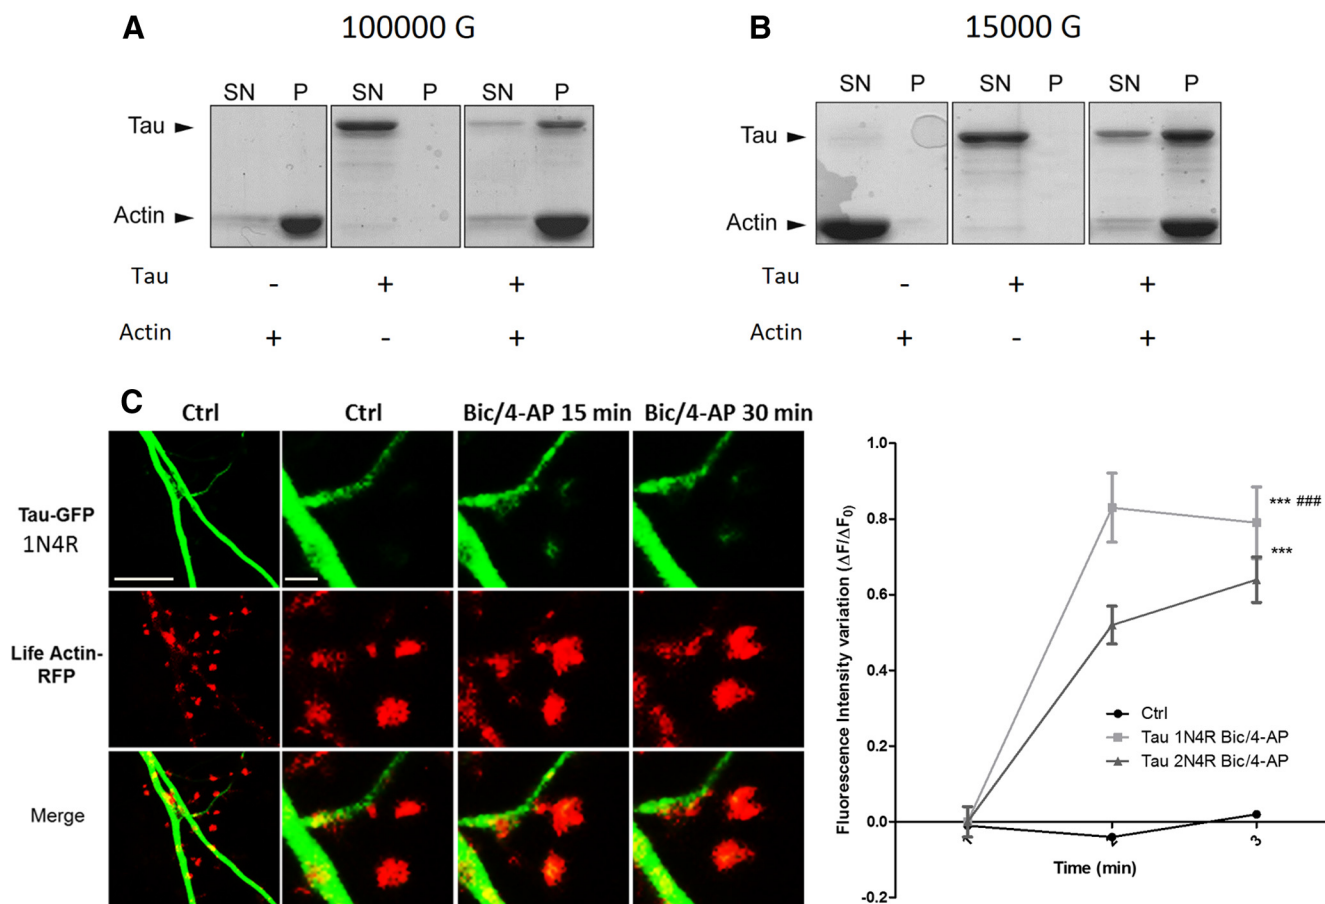 A
100000 G
SN P SN P SN P
Tau
Actin
Tau - + +
Actin + - +
B
15000 G
SN P SN P SN P
Tau
Actin
Tau - + +
Actin + - +
C
Ctrl Ctrl Bic/4-AP 15 min Bic/4-AP 30 min
Tau-GFP
1N4R
Life Actin-
RFP
Merge
Fluorescence Intensity variation (ΔF/ΔF0)
1.0
0.8
0.6
0.4
0.2
0.0
-0.2
*** ###
***
Ctrl
Tau 1N4R Bic/4-AP
Tau 2N4R Bic/4-AP
1 2 3
Time (min)